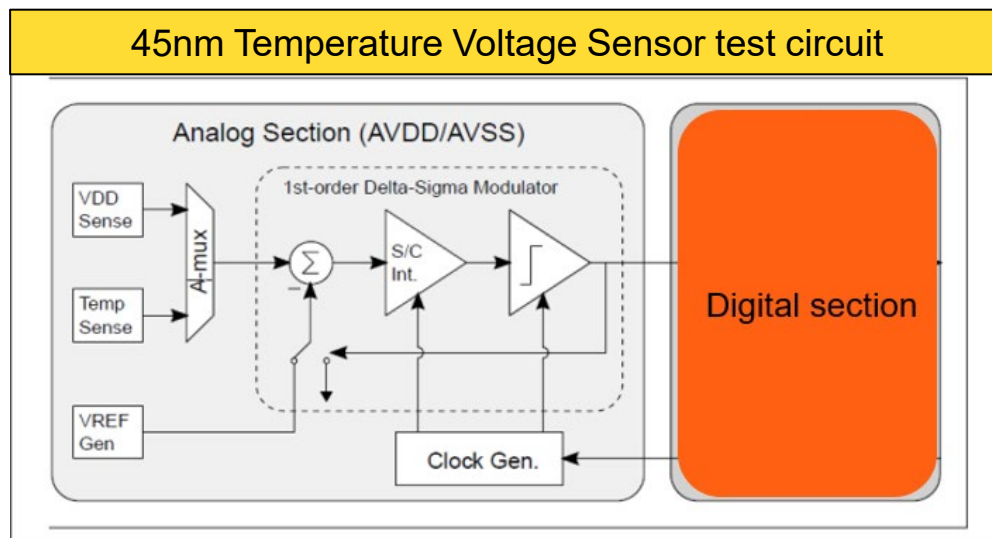 45nm Temperature Voltage Sensor test circuit
Analog Section (AVDD/AVSS)
1st-order Delta-Sigma Modulator
VDD
Sense
A-mux
Σ
S/C
Int.
Temp
Sense
Digital section
VREF
Gen
Clock Gen.